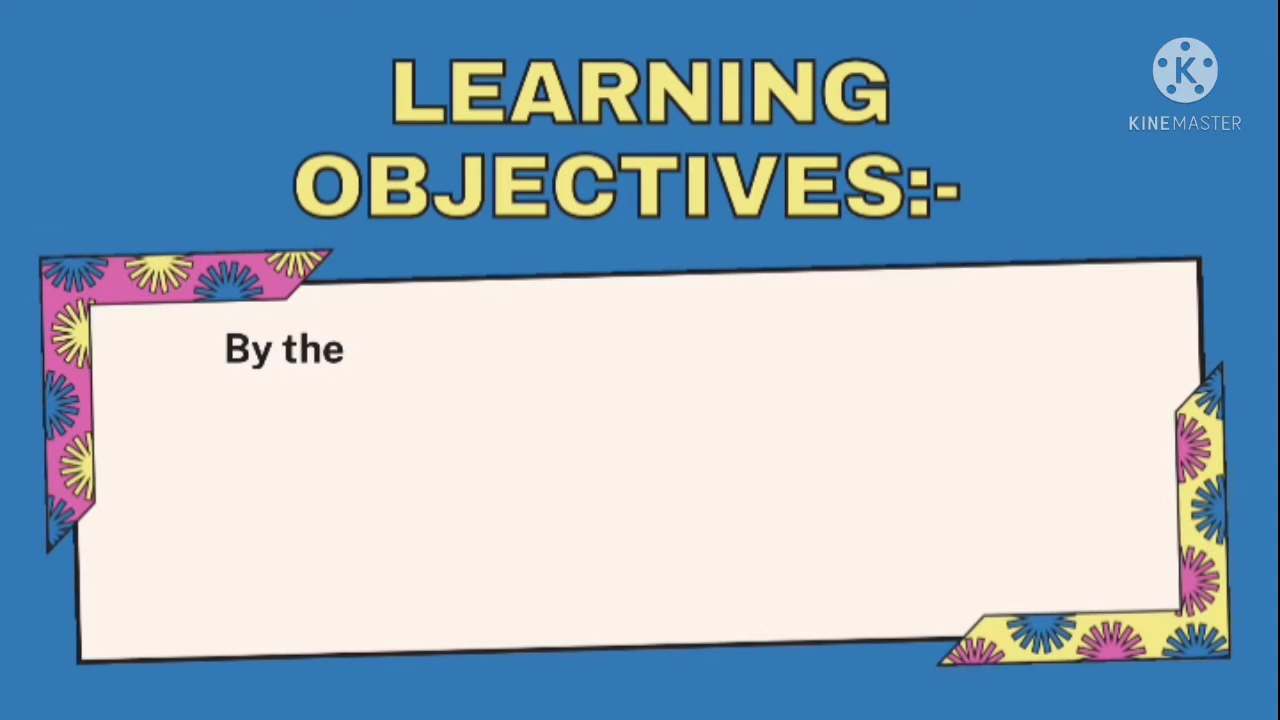 LEARNING
OBJECTIVES:-
K
KINEMASTER
By the